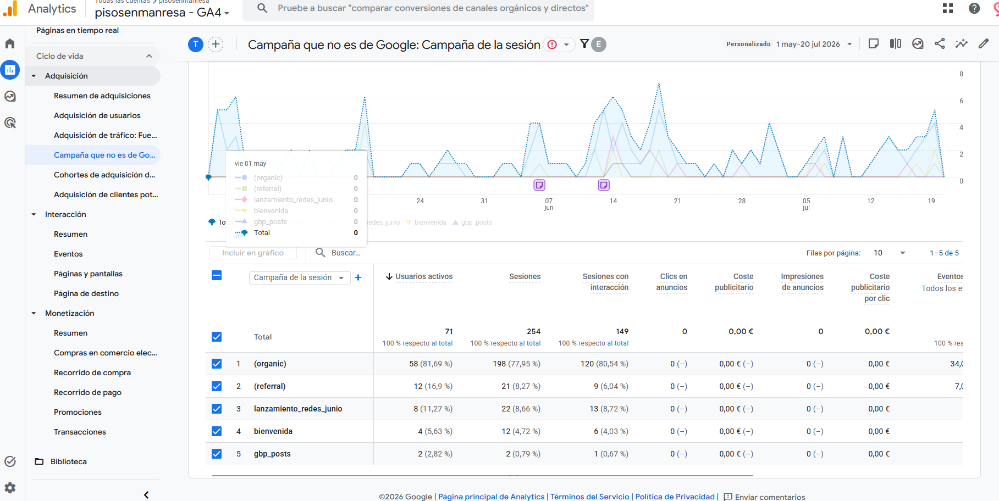 Todas las cuentas > pisosenmanresa
Analytics
pisosenmanresa - GA4
Pruebe a buscar "comparar conversiones de canales orgánicos y directos"
Páginas en tiempo real
Ciclo de vida
Adquisición
Resumen de adquisiciones
Adquisición de usuarios
Adquisición de tráfico: Fue...
Campaña que no es de Go...
Cohortes de adquisición d...
Adquisición de clientes pot...
Interacción
Resumen
Eventos
Páginas y pantallas
Página de destino
Monetización
Resumen
Compras en comercio elec...
Recorrido de compra
Recorrido de pago
Promociones
Transacciones
Biblioteca
T
Campaña que no es de Google: Campaña de la sesión
E
Personalizado 1 may-20 jul 2026
8
6
4
2
0
24 31 07 14 21 28 05 12 19
jun jul
vie 01 may
(organic) 0
(referral) 0
lanzamiento_redes_junio 0
bienvenida 0
gbp_posts 0
Total 0
To edes_junio bienvenida gbp_posts
Incluir en gráfico
Buscar...
Filas por página: 10 1–5 de 5
Campaña de la sesión
Usuarios activos Sesiones Sesiones con interacción Clics en anuncios Coste publicitario Impresiones de anuncios Coste publicitario por clic Eventos
Todos los ev
Total 71 254 149 0 0,00 € 0 0,00 €
100 % respecto al total 100 % respecto al total 100 % respecto al total 100 % res
1 (organic) 58 (81,69 %) 198 (77,95 %) 120 (80,54 %) 0 (–) 0,00 € (–) 0 (–) 0,00 € 34,0
2 (referral) 12 (16,9 %) 21 (8,27 %) 9 (6,04 %) 0 (–) 0,00 € (–) 0 (–) 0,00 € 7,0
3 lanzamiento_redes_junio 8 (11,27 %) 22 (8,66 %) 13 (8,72 %) 0 (–) 0,00 € (–) 0 (–) 0,00 €
4 bienvenida 4 (5,63 %) 12 (4,72 %) 6 (4,03 %) 0 (–) 0,00 € (–) 0 (–) 0,00 €
5 gbp_posts 2 (2,82 %) 2 (0,79 %) 1 (0,67 %) 0 (–) 0,00 € (–) 0 (–) 0,00 €
©2026 Google | Página principal de Analytics | Términos del Servicio | Política de Privacidad | Enviar comentarios